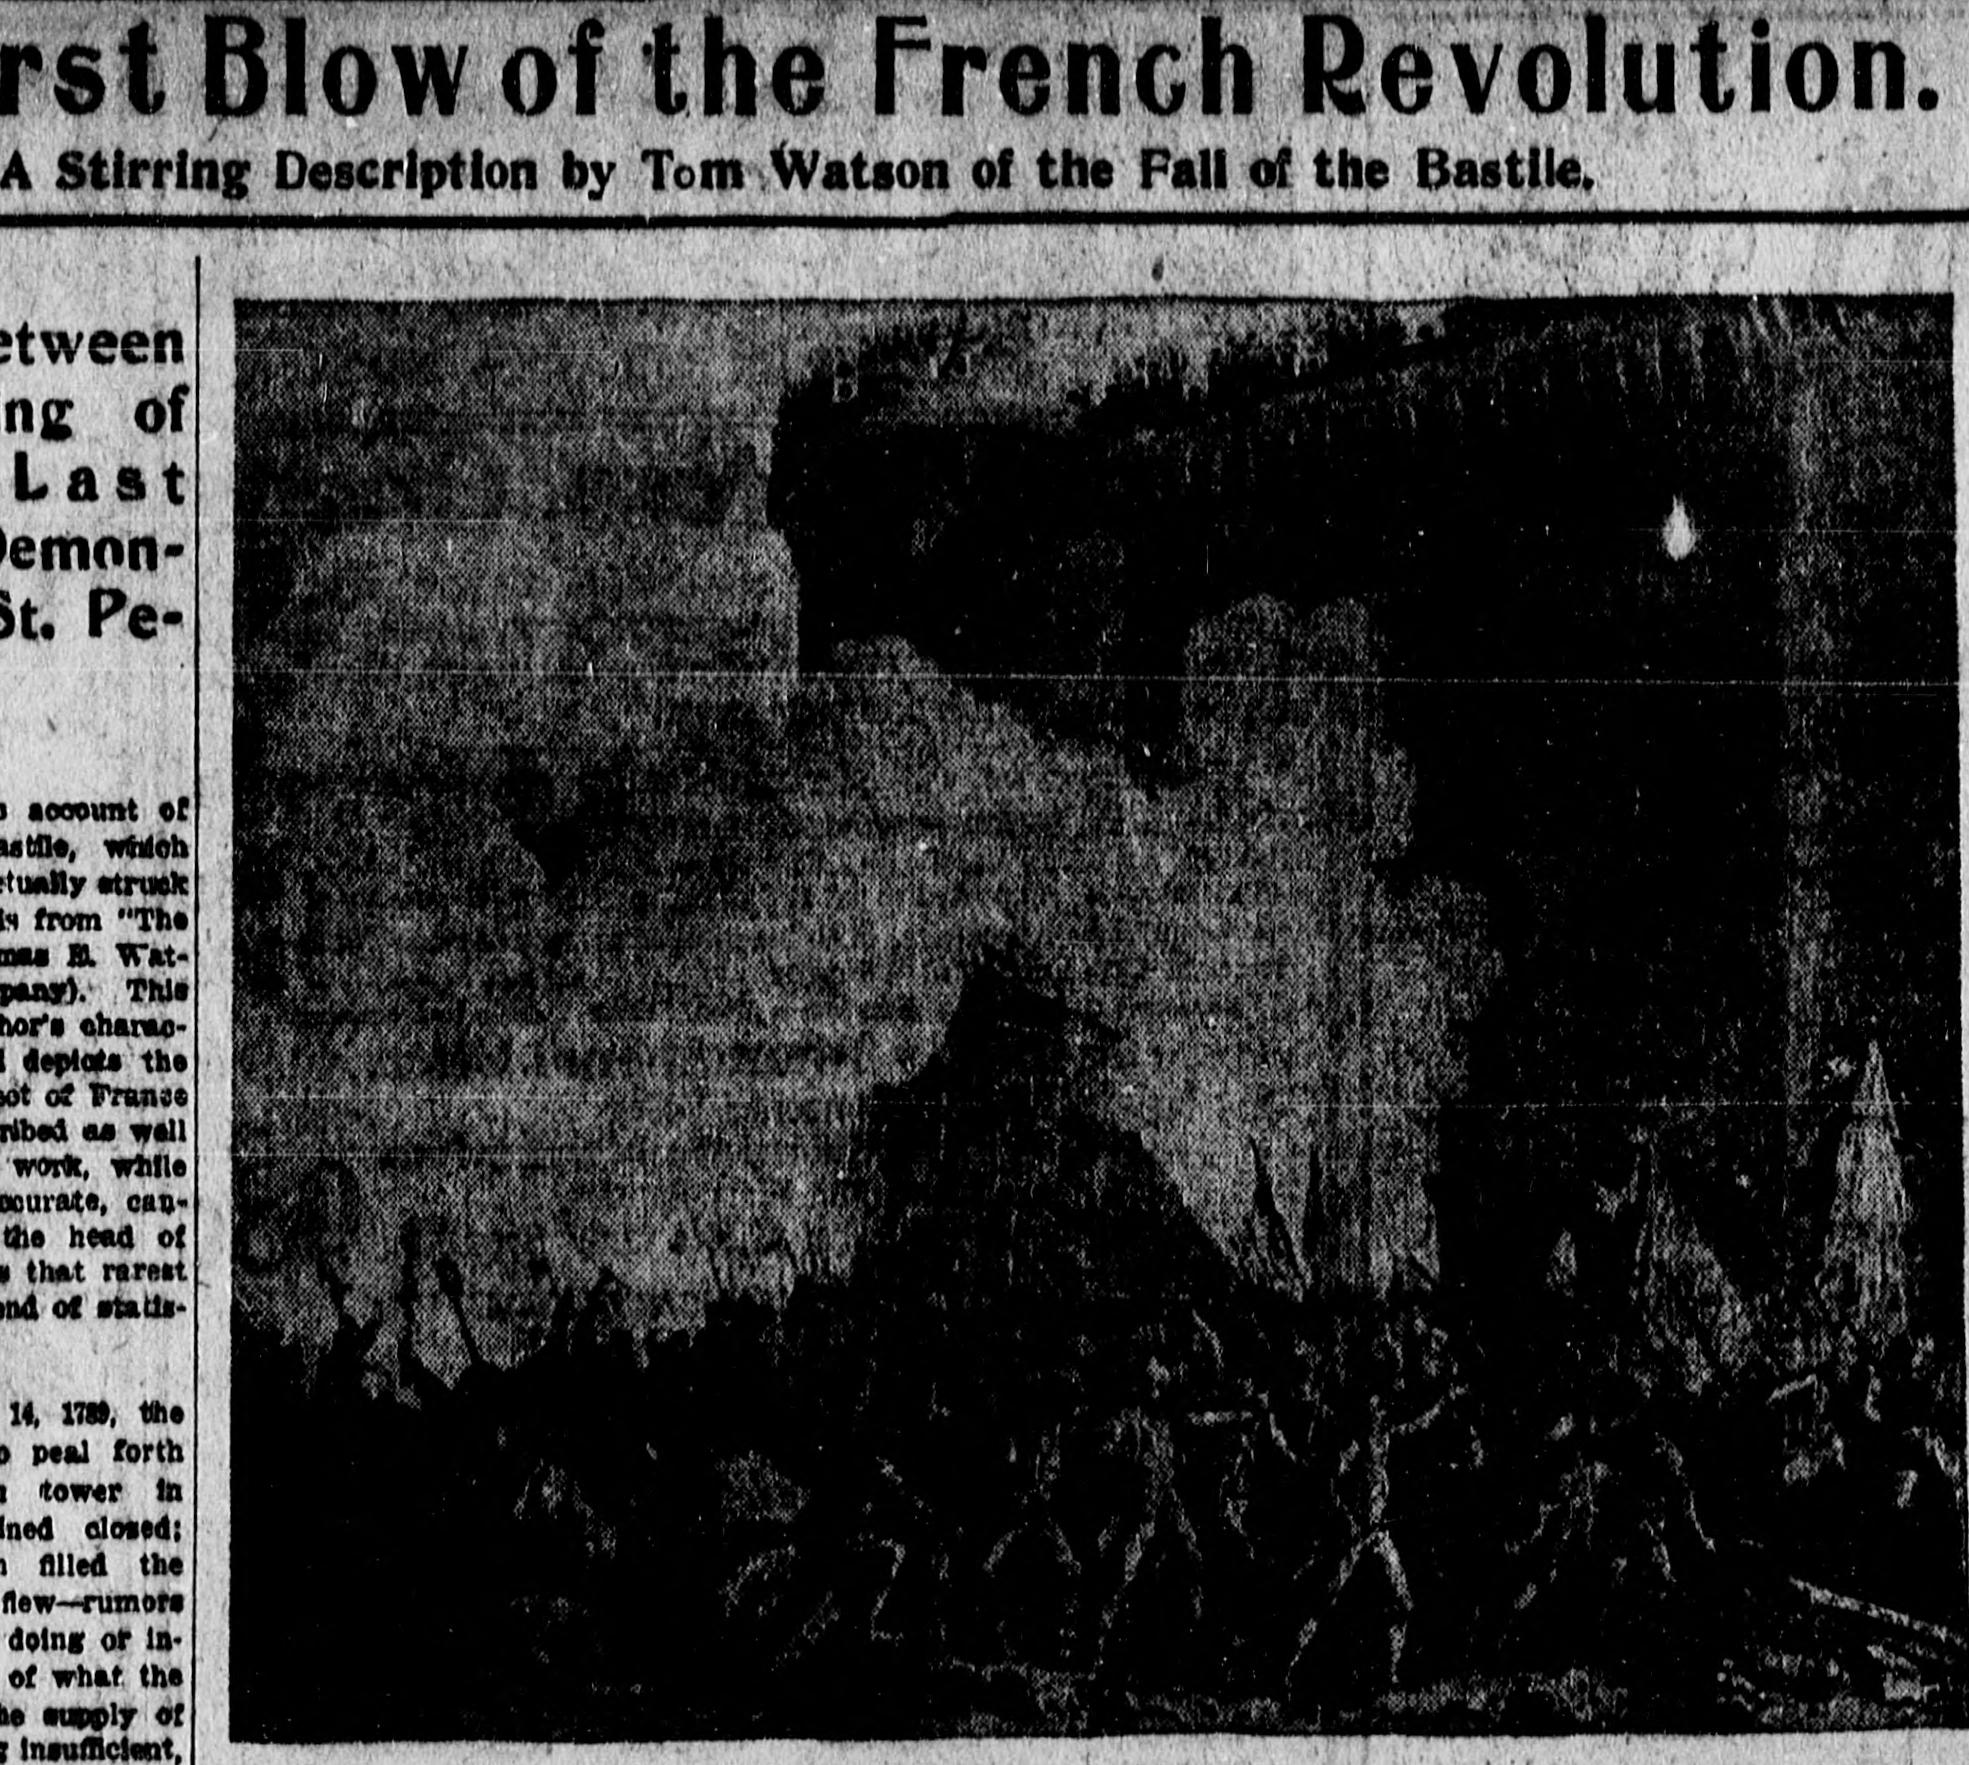 rst Blow of the French Revolution.
A Stirring Description by Tom Watson of the Fall of the Bastile.
etween
ng of
Last
Demon-
St. Pe-
account of
astile, which
ctually struck
is from "The
mas E. Wat-
pany). This
hor's charac-
depicts the
ot of France
ribed as well
work, while
ccurate, can-
the head of
that rarest
end of statis-
14, 1789, the
peal forth
tower in
ined closed;
filled the
flew—rumors
doing or in-
of what the
he supply of
insufficient,